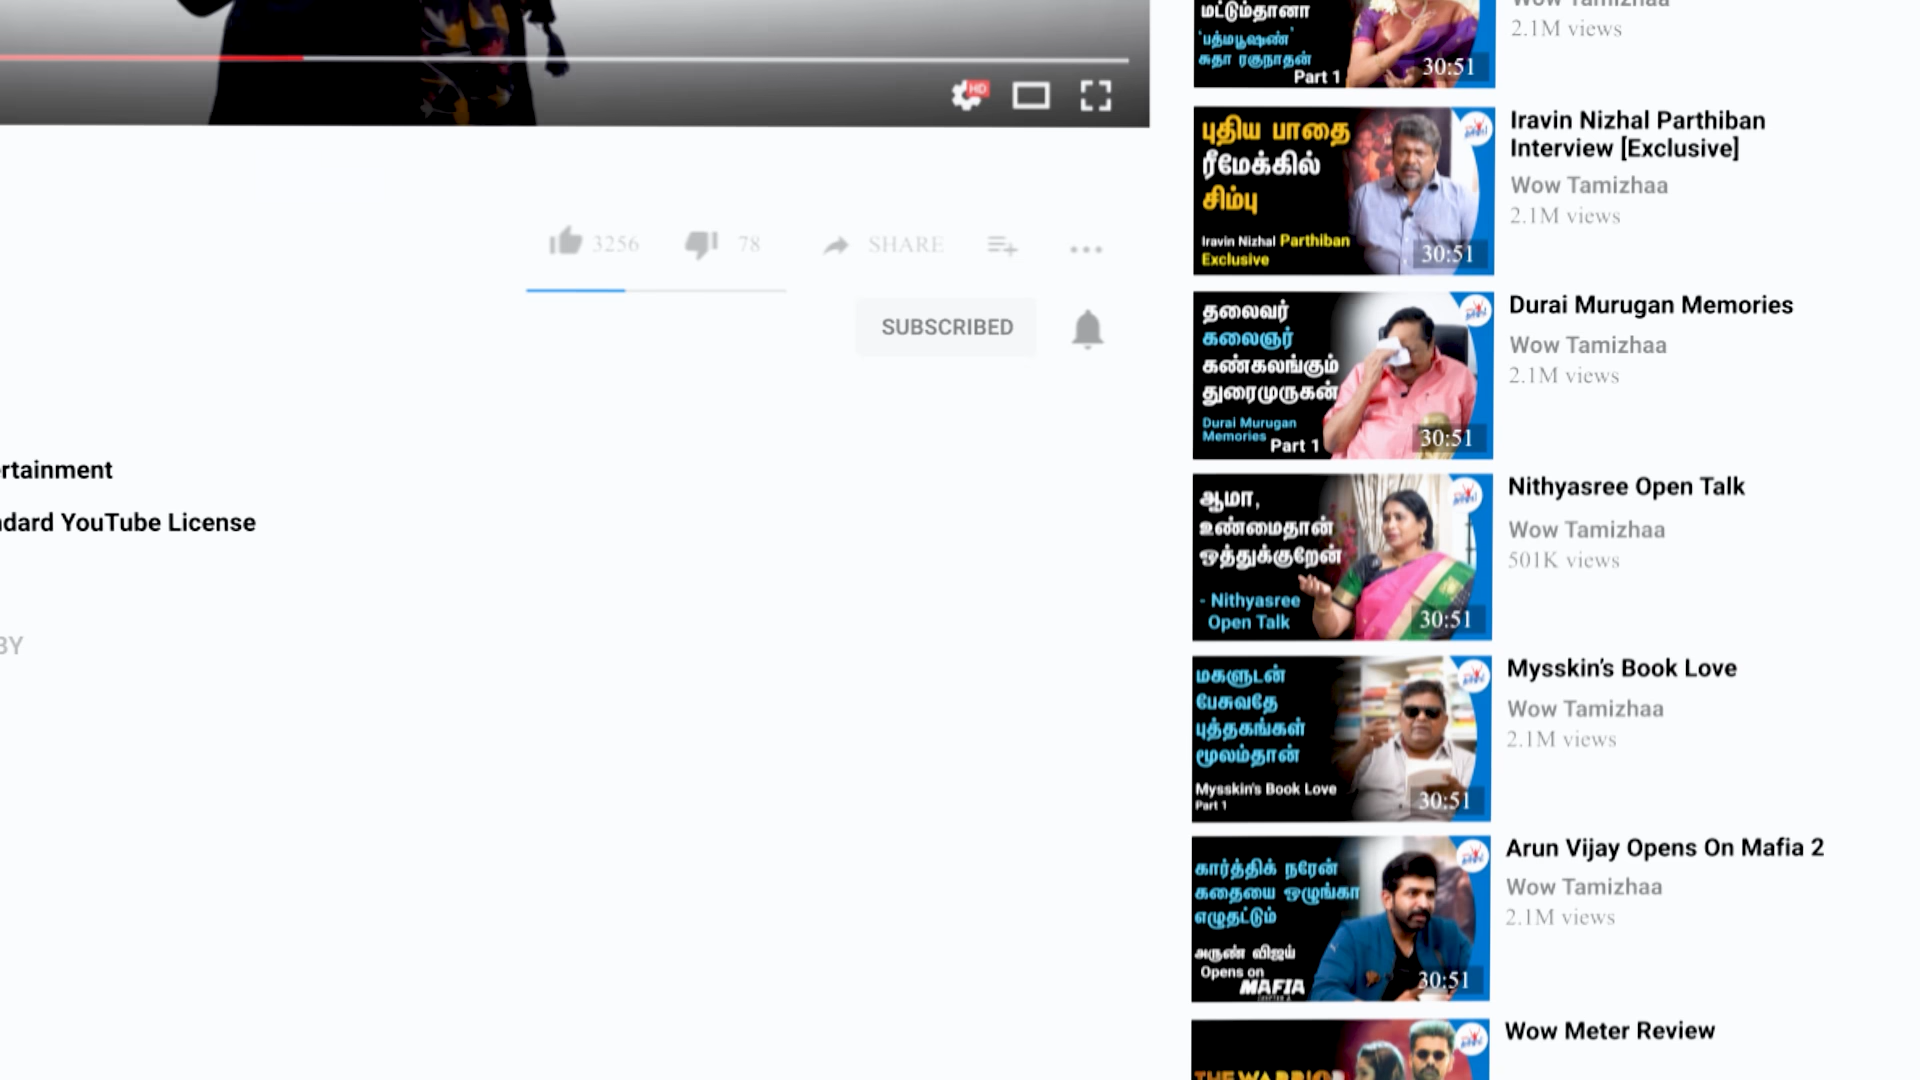 HD
3256
78
SHARE
SUBSCRIBED
rtainment
ndard YouTube License
BY
மட்டும்தானா
'பத்மபூஷண்'
சுதா ரகுநாதன்
Part 1
30:51
Wow Tamizhaa
2.1M views
புதிய பாதை
ரீமேக்கில்
சிம்பு
Iravin Nizhal Parthiban
Exclusive
30:51
Iravin Nizhal Parthiban
Interview [Exclusive]
Wow Tamizhaa
2.1M views
தலைவர்
கலைஞர்
கண்கலங்கும்
துரைமுருகன்
Durai Murugan
Memories Part 1
30:51
Durai Murugan Memories
Wow Tamizhaa
2.1M views
ஆமா,
உண்மைதான்
ஒத்துக்குறேன்
- Nithyasree
Open Talk
30:51
Nithyasree Open Talk
Wow Tamizhaa
501K views
மகளுடன்
பேசுவதே
புத்தகங்கள்
மூலம்தான்
Mysskin's Book Love
Part 1
30:51
Mysskin's Book Love
Wow Tamizhaa
2.1M views
கார்த்திக் நரேன்
கதையை ஒழுங்கா
எழுதட்டும்
அருண் விஜய்
Opens on
MAFIA
30:51
Arun Vijay Opens On Mafia 2
Wow Tamizhaa
2.1M views
THE WARRIOR
Wow Meter Review